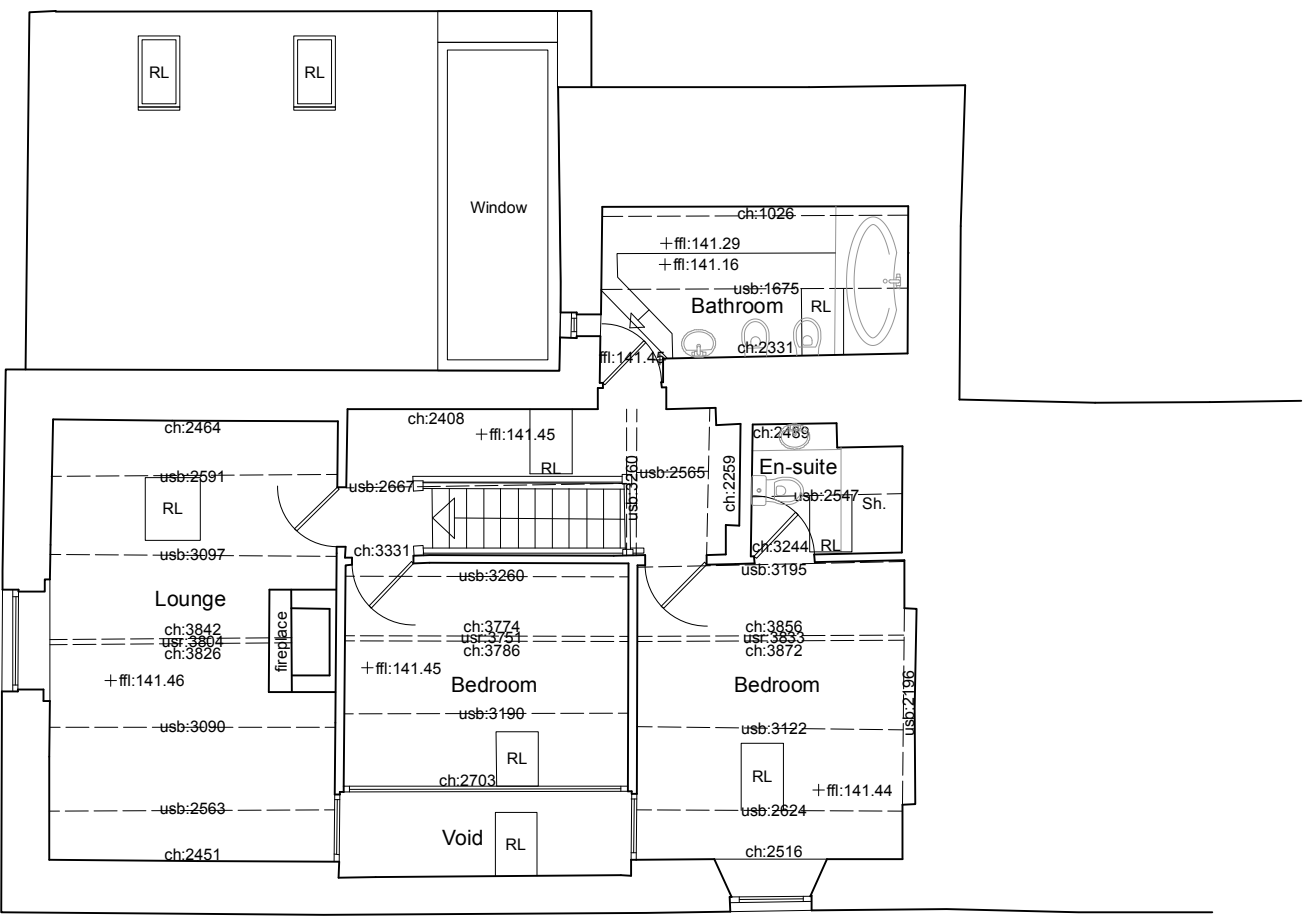 RL
RL
Window
ch:1026
ffl:141.29
ffl:141.16
usb:1675
Bathroom
RL
ch:2331
ffl:141.45
ch:2464
ch:2408
ffl:141.45
RL
usb:3260
usb:2565
ch:2259
ch:2489
En-suite
usb:2547
Sh.
RL
ch:3244
usb:2591
RL
usb:2667
usb:3097
ch:3331
usb:3260
usb:3195
Lounge
ch:3842
usr:3804
ch:3826
fireplace
ffl:141.46
ch:3774
usr:3751
ch:3786
ffl:141.45
Bedroom
ch:3856
usr:3833
ch:3872
Bedroom
usb:2196
usb:3090
usb:3190
usb:3122
RL
RL
ch:2703
ffl:141.44
usb:2563
usb:2624
Void
RL
ch:2451
ch:2516